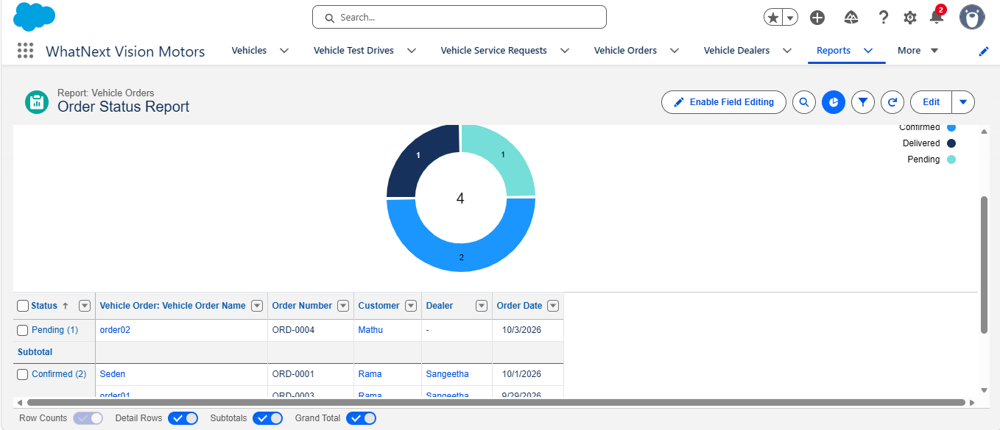 Search...
2
WhatNext Vision Motors Vehicles Vehicle Test Drives Vehicle Service Requests Vehicle Orders Vehicle Dealers Reports More
Report: Vehicle Orders
Order Status Report
Enable Field Editing Edit
Confirmed
Delivered
Pending
1 1
4
2
Status ↑ Vehicle Order: Vehicle Order Name Order Number Customer Dealer Order Date
Pending (1) order02 ORD-0004 Mathu - 10/3/2026
Subtotal
Confirmed (2) Seden ORD-0001 Rama Sangeetha 10/1/2026
order01 ORD-0003 Rama Sangeetha 9/29/2026
Row Counts Detail Rows Subtotals Grand Total